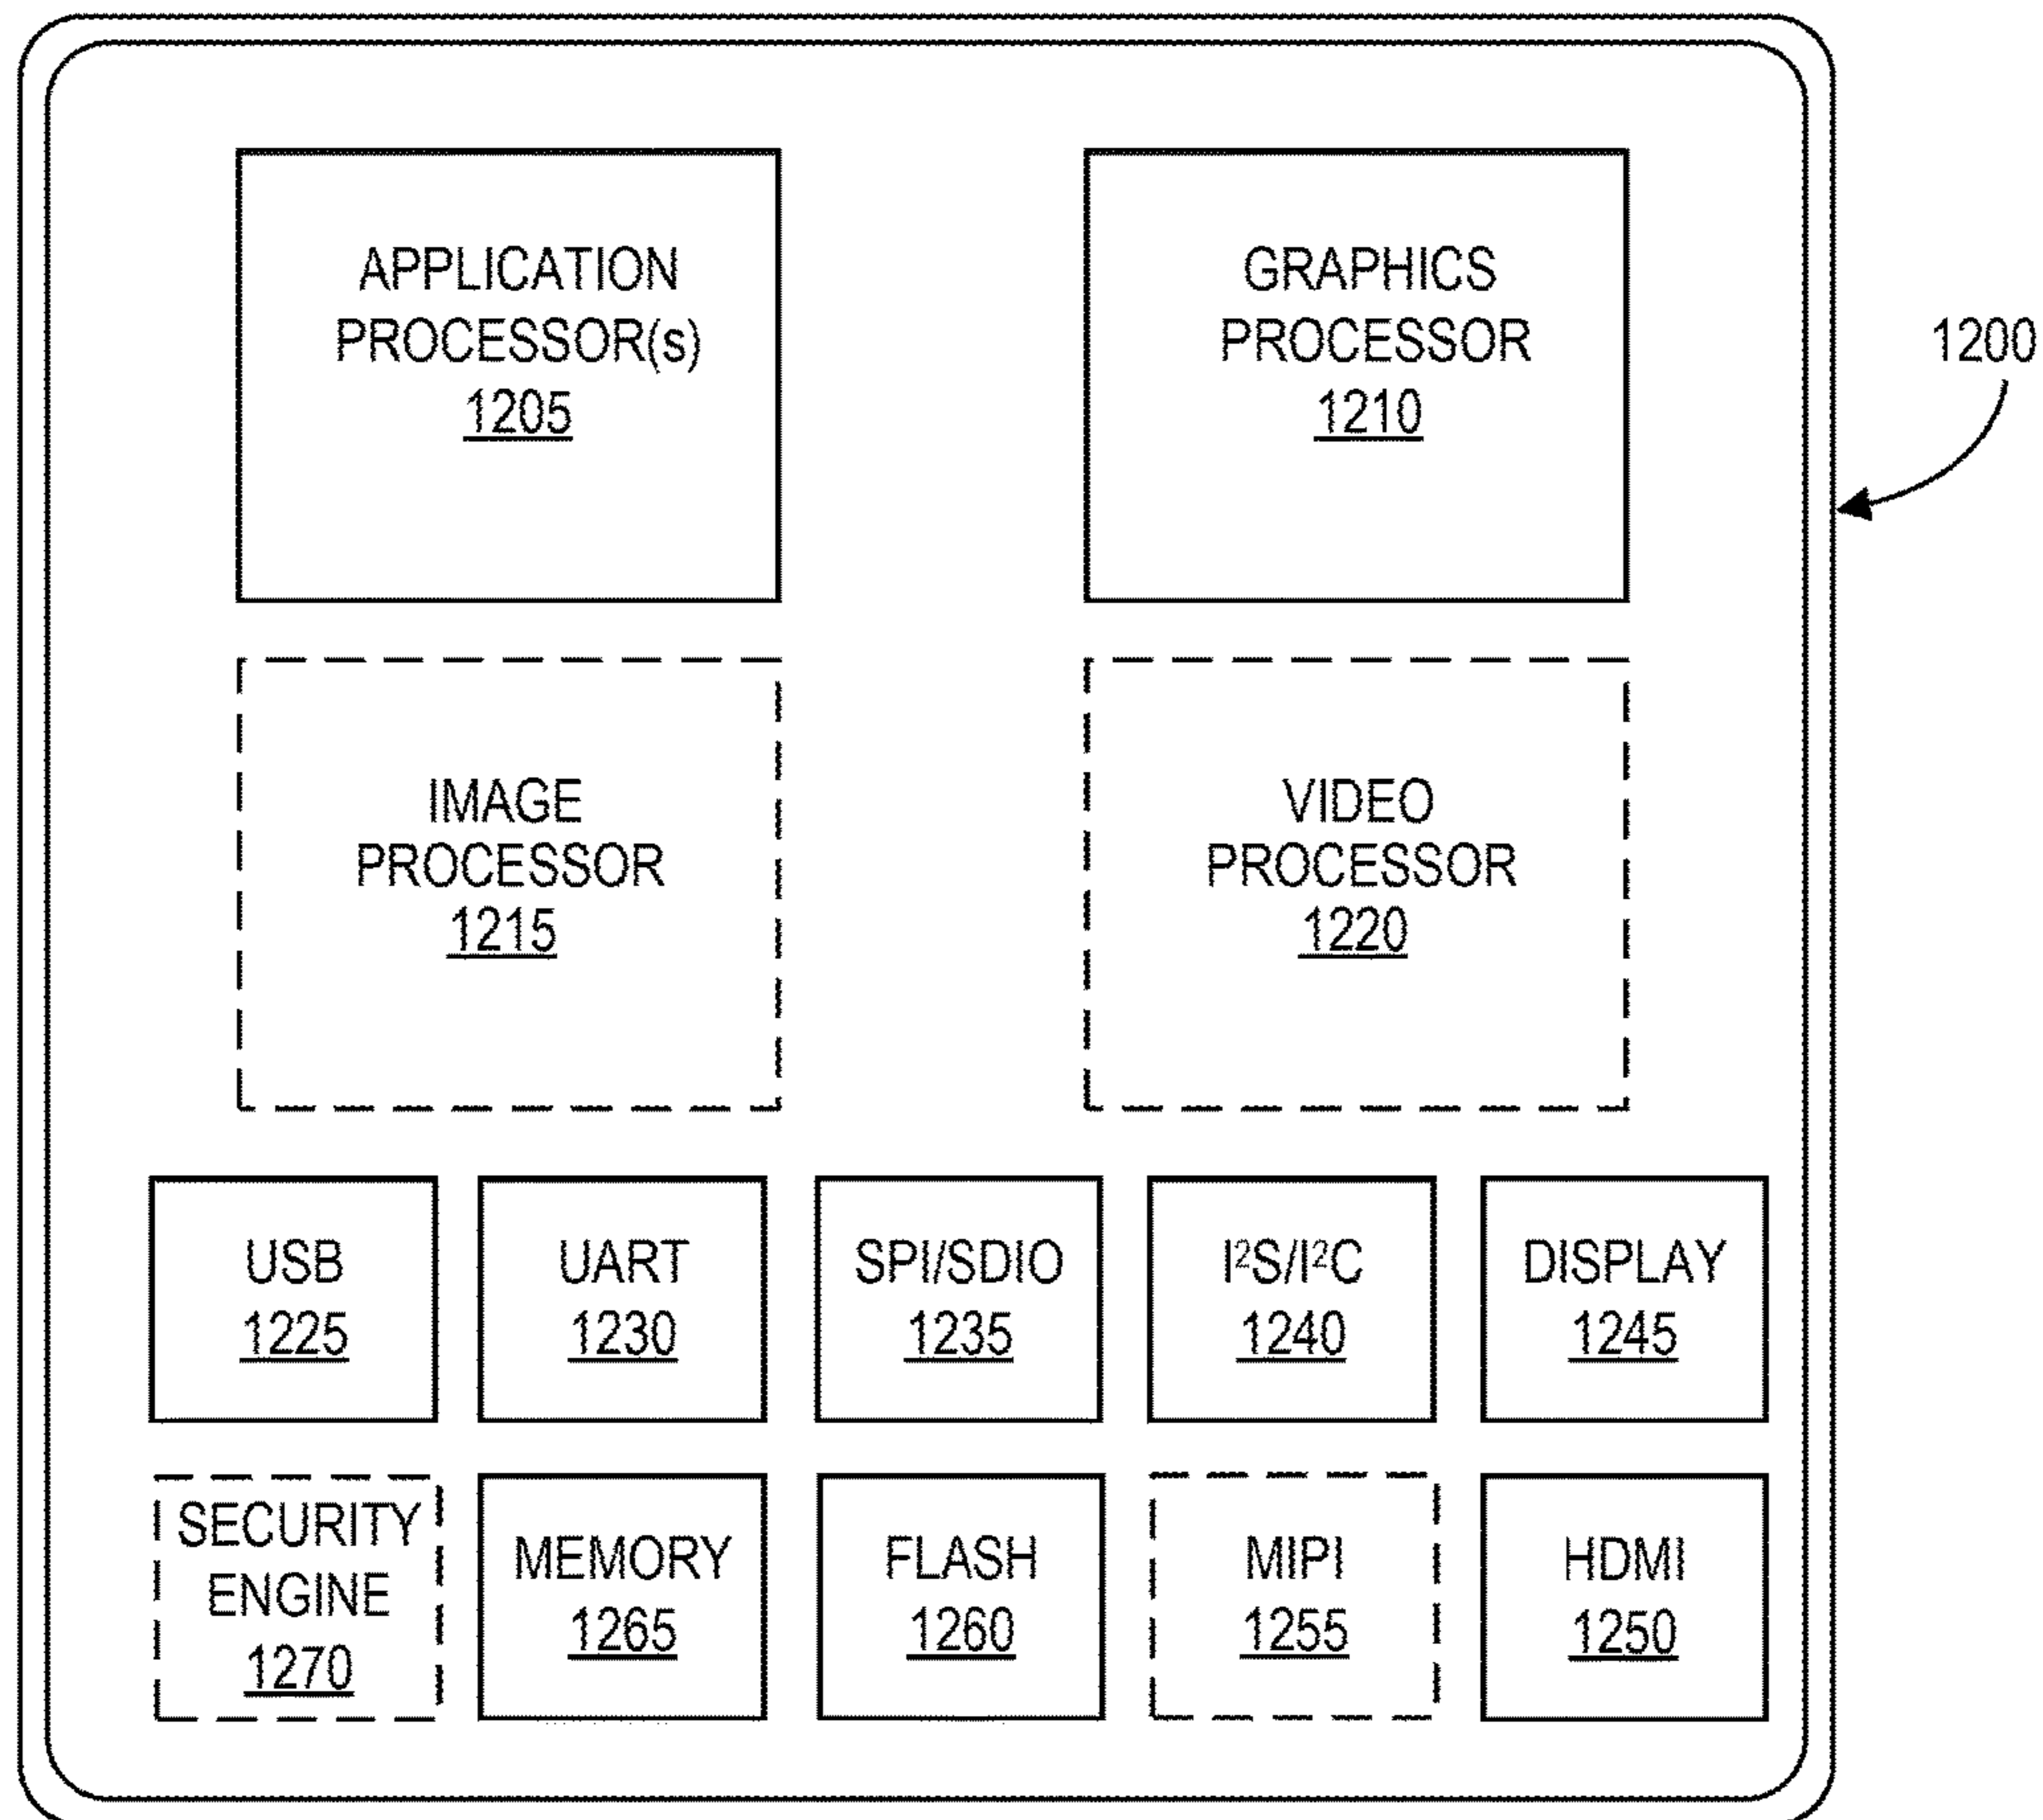 APPLICATION
PROCESSOR(s)
1205
GRAPHICS
PROCESSOR
1210
1200
IMAGE
PROCESSOR
1215
VIDEO
PROCESSOR
1220
USB
1225
UART
1230
SPI/SDIO
1235
I²S/I²C
1240
DISPLAY
1245
SECURITY
ENGINE
1270
MEMORY
1265
FLASH
1260
MIPI
1255
HDMI
1250